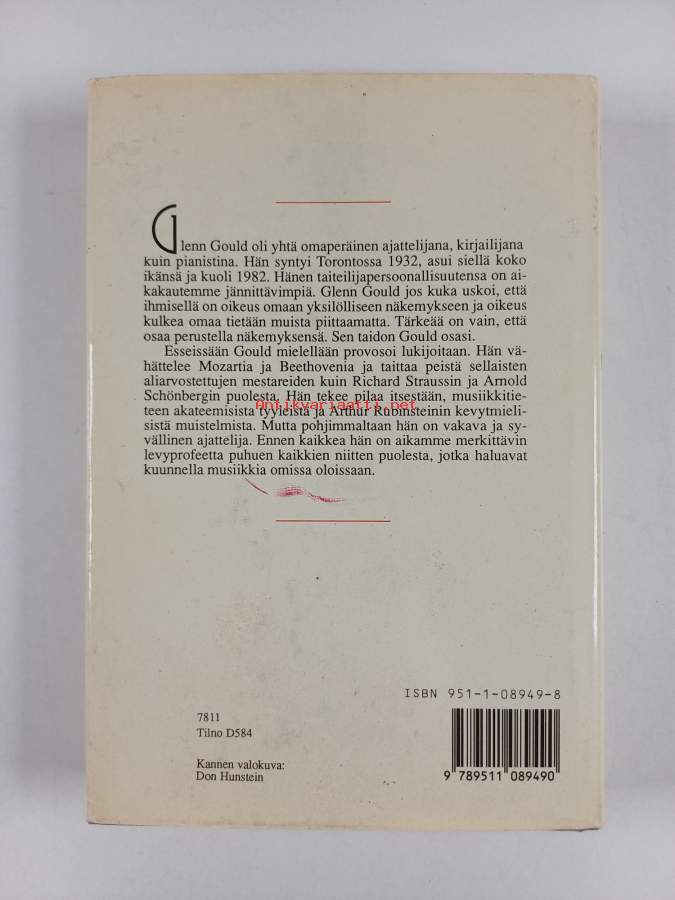 Glenn Gould oli yhtä omaperäinen ajattelijana, kirjailijana
kuin pianistina. Hän syntyi Torontossa 1932, asui siellä koko
ikänsä ja kuoli 1982. Hänen taiteilijapersoonallisuutensa on ai-
kakautemme jännittävimpiä. Glenn Gould jos kuka uskoi, että
ihmisellä on oikeus omaan yksilölliseen näkemykseen ja oikeus
kulkea omaa tietään muista piittaamatta. Tärkeää on vain, että
osaa perustella näkemyksensä. Sen taidon Gould osasi.
Esseissään Gould mielellään provosoi lukijoitaan. Hän vä-
hättelee Mozartia ja Beethovenia ja taittaa peistä sellaisten
aliarvostettujen mestareiden kuin Richard Straussin ja Arnold
Schönbergin puolesta. Hän tekee pilaa itsestään, musiikkitie-
Antikvariaatti.net
teen akateemisista tyyleistä ja Arthur Rubinsteinin kevytmieli-
sistä muistelmista. Mutta pohjimmaltaan hän on vakava ja sy-
vällinen ajattelija. Ennen kaikkea hän on aikamme merkittävin
levyprofeetta puhuen kaikkien niitten puolesta, jotka haluavat
kuunnella musiikkia omissa oloissaan.
ISBN 951-1-08949-8
7811
Tilno D584
Kannen valokuva:
Don Hunstein
9 789511 089490